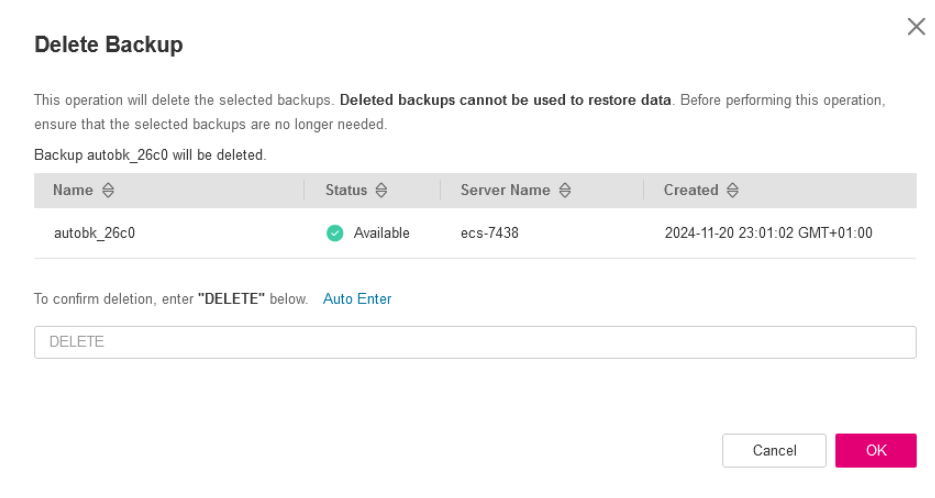 Delete Backup
This operation will delete the selected backups. Deleted backups cannot be used to restore data. Before performing this operation,
ensure that the selected backups are no longer needed.
Backup autobk_26c0 will be deleted.
Name Status Server Name Created
autobk_26c0 Available ecs-7438 2024-11-20 23:01:02 GMT+01:00
To confirm deletion, enter "DELETE" below. Auto Enter
DELETE
Cancel OK